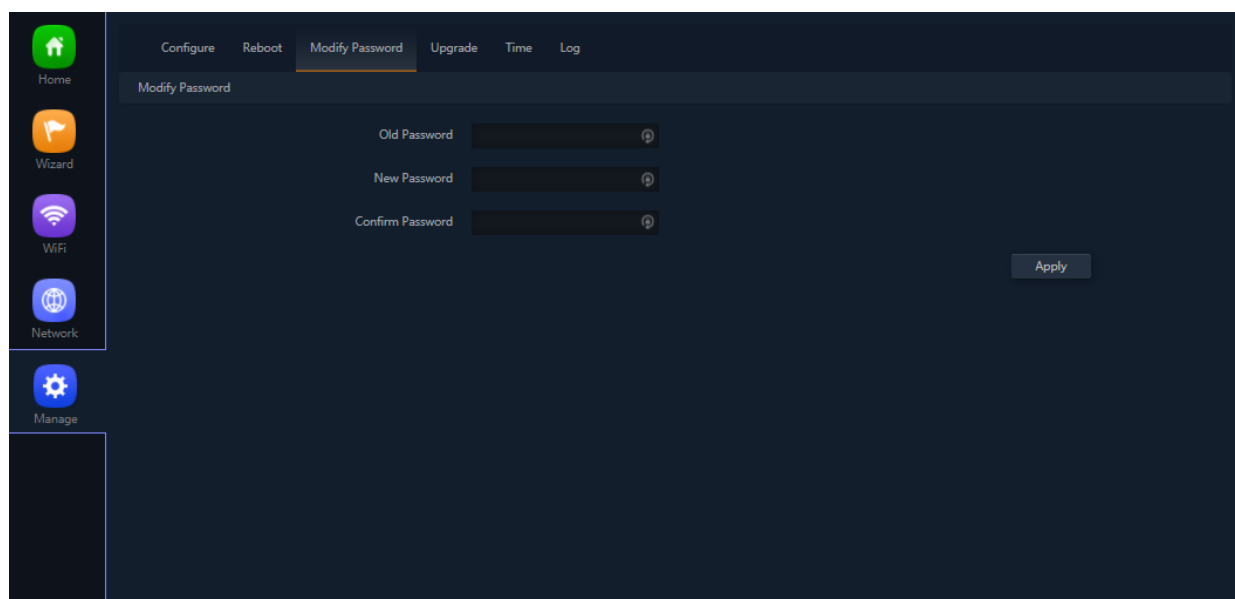 Home
Wizard
WiFi
Network
Manage
Configure Reboot Modify Password Upgrade Time Log
Modify Password
Old Password
New Password
Confirm Password
Apply